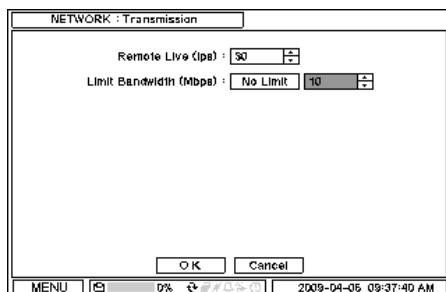 NETWORK : Transmission
Remote Live (ips) : 30
Limit Bandwidth (Mbps) : No Limit 10
OK Cancel
MENU 0% 2009-04-06 09:37:40 AM